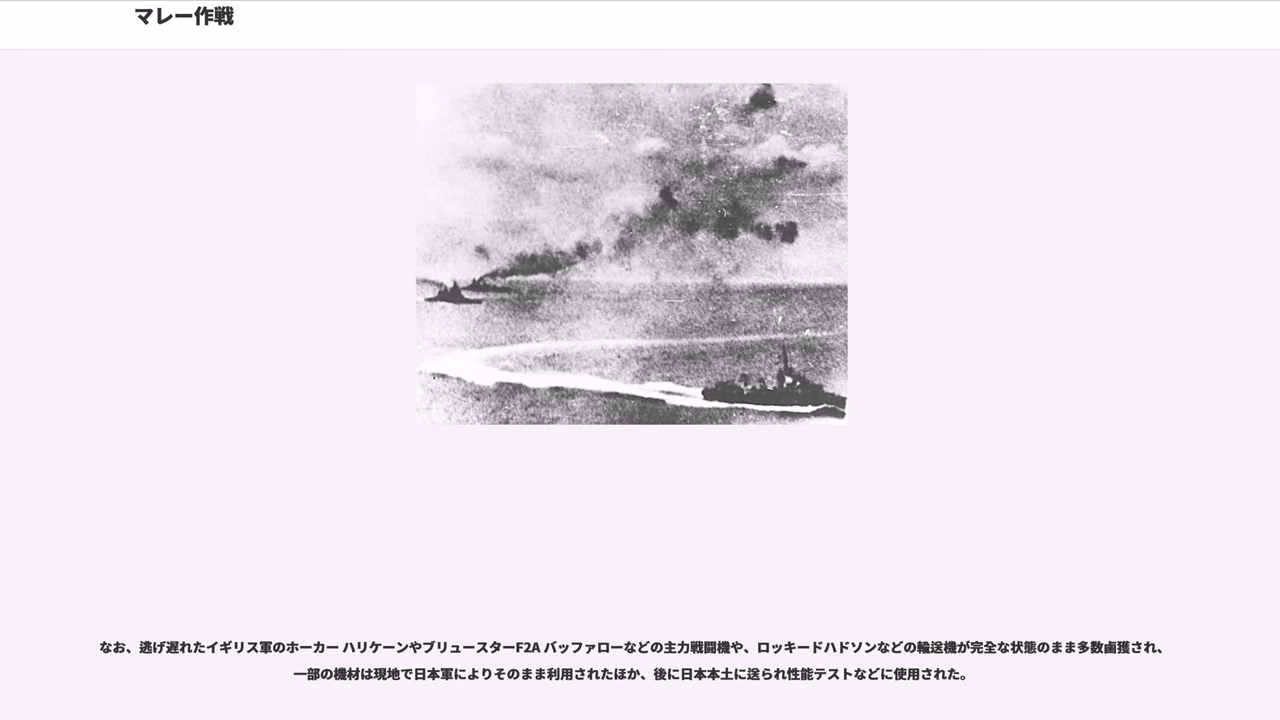 マレー作戦
なお、逃げ遅れたイギリス軍のホーカー ハリケーンやブリュースターF2A バッファローなどの主力戦闘機や、ロッキードハドソンなどの輸送機が完全な状態のまま多数鹵獲され、
一部の機材は現地で日本軍によりそのまま利用されたほか、後に日本本土に送られ性能テストなどに使用された。